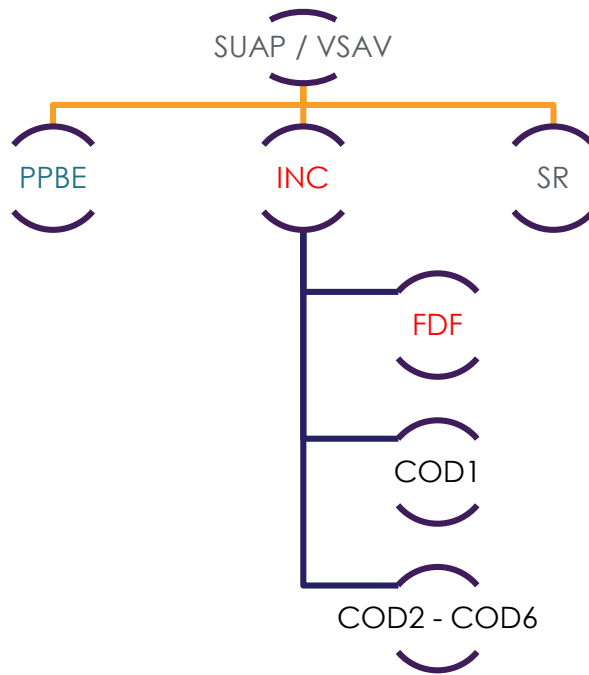 SUAP / VSAV
PPBE
INC
SR
FDF
COD1
COD2 - COD6